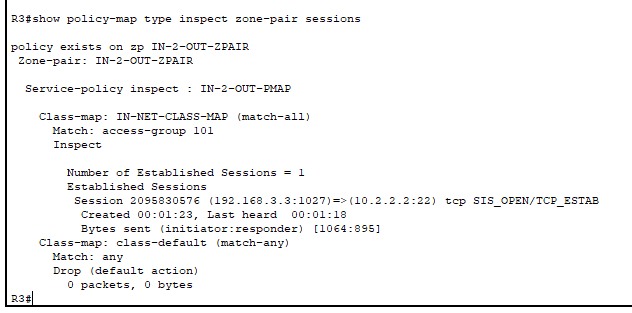 R3#show policy-map type inspect zone-pair sessions
policy exists on zp IN-2-OUT-ZPAIR
Zone-pair: IN-2-OUT-ZPAIR
Service-policy inspect : IN-2-OUT-PMAP
Class-map: IN-NET-CLASS-MAP (match-all)
Match: access-group 101
Inspect
Number of Established Sessions = 1
Established Sessions
Session 2095830576 (192.168.3.3:1027)=>(10.2.2.2:22) tcp SIS_OPEN/TCP_ESTAB
Created 00:01:23, Last heard 00:01:18
Bytes sent (initiator:responder) [1064:895]
Class-map: class-default (match-any)
Match: any
Drop (default action)
0 packets, 0 bytes
R3#